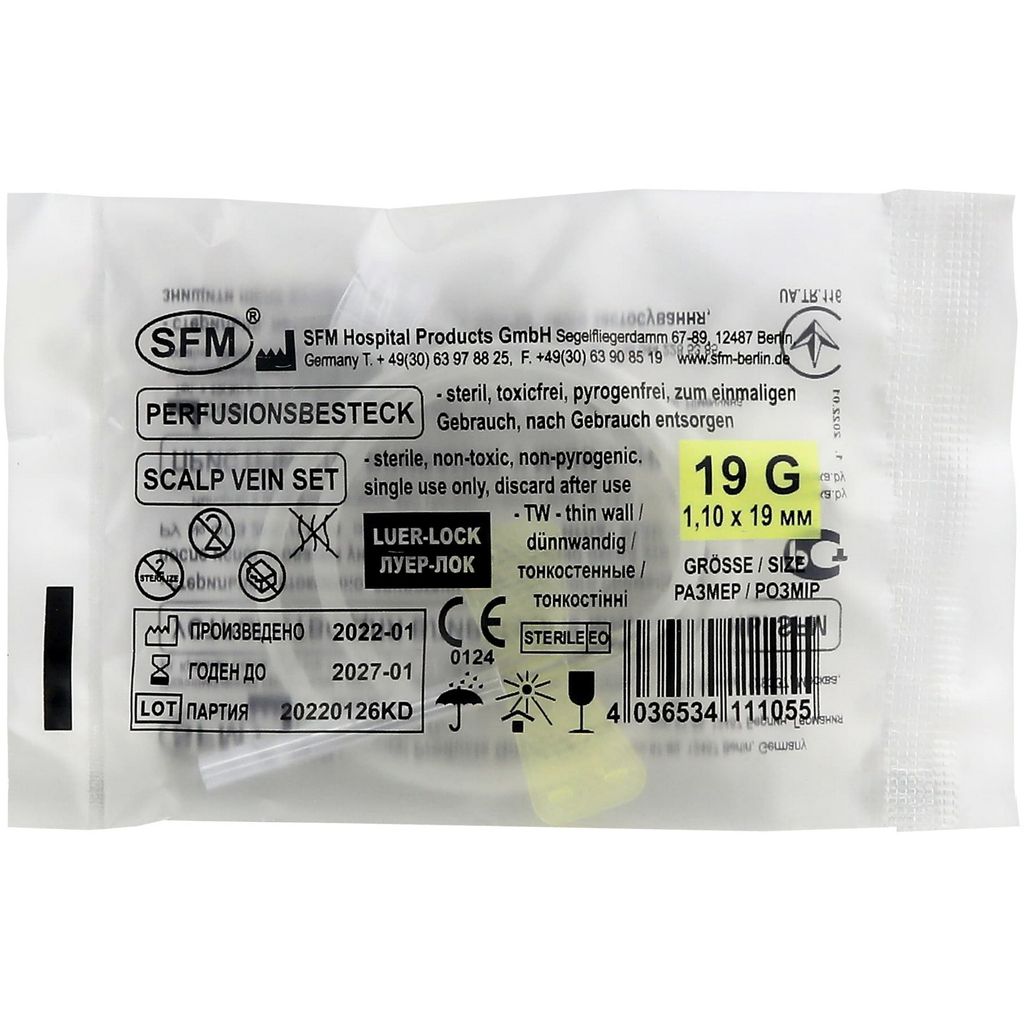 SFM®
SFM Hospital Products GmbH Segelfliegerdamm 67-89, 12487 Berlin,
Germany T. + 49(30) 63 97 88 25, F. +49(30) 63 90 85 19 www.sfm-berlin.de
PERFUSIONSBESTECK
- steril, toxicfrei, pyrogenfrei, zum einmaligen
Gebrauch, nach Gebrauch entsorgen
SCALP VEIN SET
- sterile, non-toxic, non-pyrogenic.
single use only, discard after use
19 G
1,10 x 19 мм
LUER-LOCK
ЛУЕР-ЛОК
- TW - thin wall /
dünnwandig /
тонкостенные /
тонкостінні
GRÖSSE / SIZE
РАЗМЕР / РОЗМІР
2
2
STERILIZE
ПРОИЗВЕДЕНО 2022-01
ГОДЕН ДО 2027-01
LOT ПАРТИЯ 20220126KD
CE
0124
STERILE EO
4 036534 111055
UA.TR.116